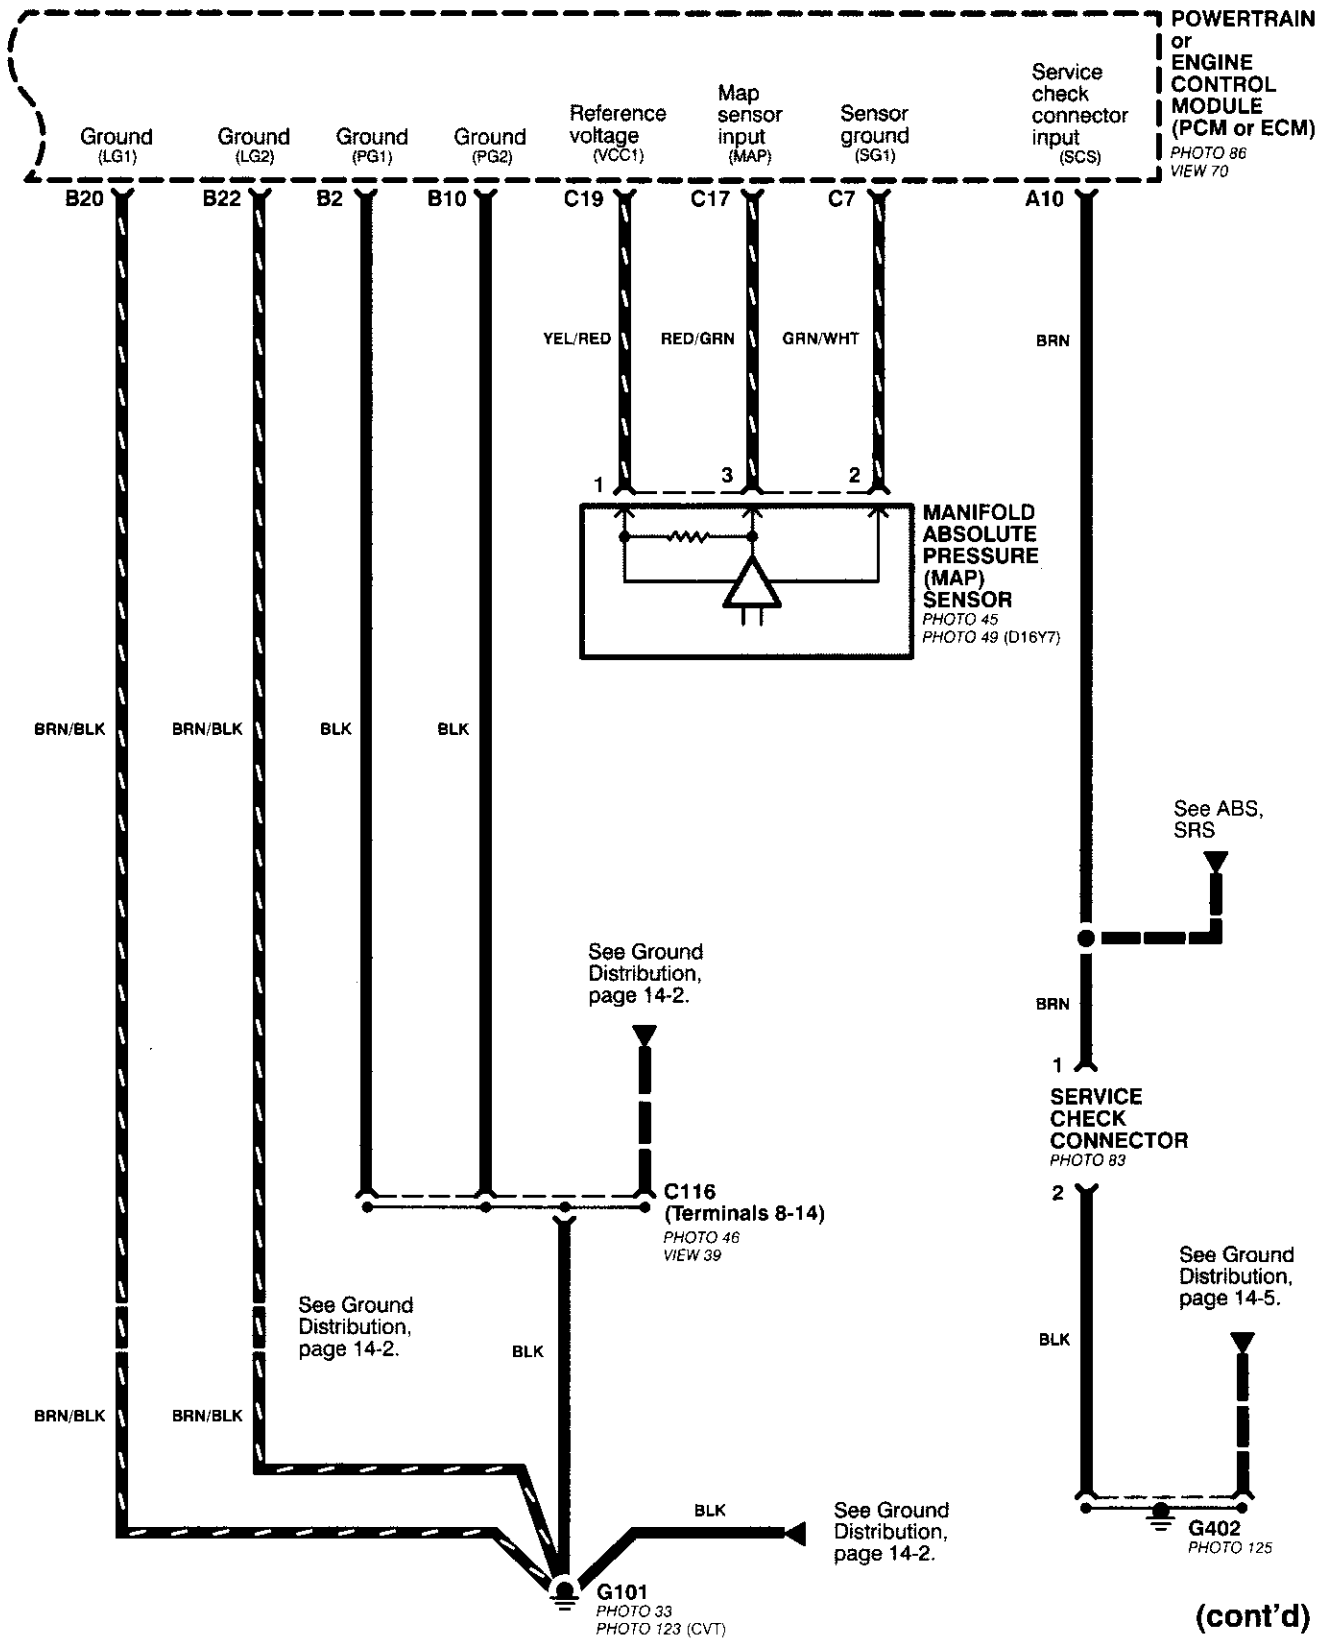 POWERTRAIN
or
ENGINE
CONTROL
MODULE
(PCM or ECM)
PHOTO 86
VIEW 70
Ground
(LG1)
Ground
(LG2)
Ground
(PG1)
Ground
(PG2)
Reference
voltage
(VCC1)
Map
sensor
input
(MAP)
Sensor
ground
(SG1)
Service
check
connector
input
(SCS)
B20
B22
B2
B10
C19
C17
C7
A10
YEL/RED
RED/GRN
GRN/WHT
BRN
1
3
2
MANIFOLD
ABSOLUTE
PRESSURE
(MAP)
SENSOR
PHOTO 45
PHOTO 49 (D16Y7)
BRN/BLK
BRN/BLK
BLK
BLK
See ABS,
SRS
See Ground
Distribution,
page 14-2.
BRN
1
SERVICE
CHECK
CONNECTOR
PHOTO 83
2
C116
(Terminals 8-14)
PHOTO 46
VIEW 39
See Ground
Distribution,
page 14-5.
See Ground
Distribution,
page 14-2.
BLK
BLK
BRN/BLK
BRN/BLK
BLK
See Ground
Distribution,
page 14-2.
G402
PHOTO 125
G101
PHOTO 33
PHOTO 123 (CVT)
(cont'd)